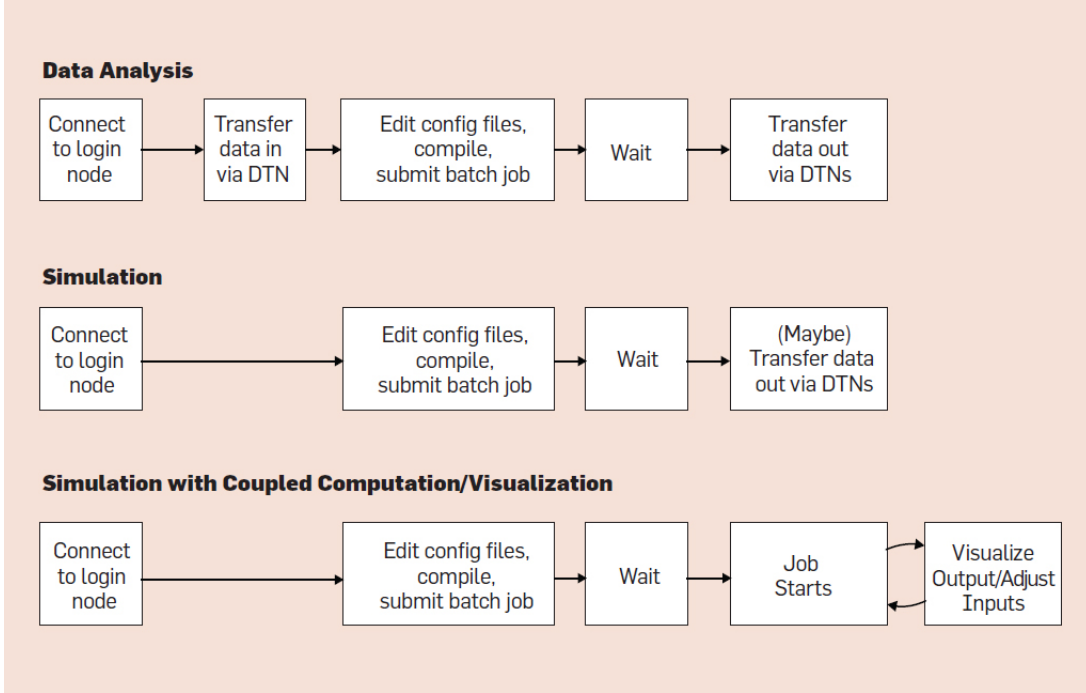 Data Analysis
Connect
to login
node
Transfer
data in
via DTN
Edit config files,
compile,
submit batch job
Wait
Transfer
data out
via DTNs
Simulation
Connect
to login
node
Edit config files,
compile,
submit batch job
Wait
(Maybe)
Transfer data
out via DTNs
Simulation with Coupled Computation/Visualization
Connect
to login
node
Edit config files,
compile,
submit batch job
Wait
Job
Starts
Visualize
Output/Adjust
Inputs